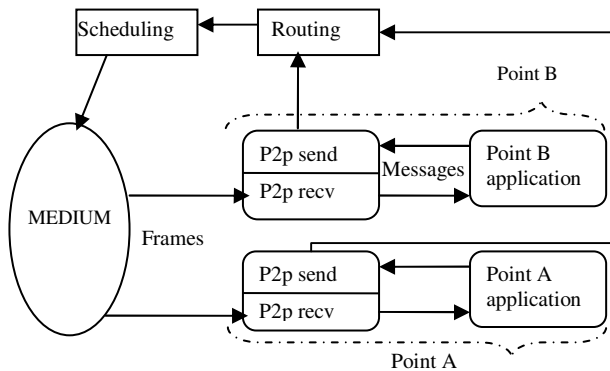 Scheduling
Routing
Point B
P2p send
P2p recv
Messages
Point B
application
MEDIUM
Frames
P2p send
P2p recv
Point A
application
Point A